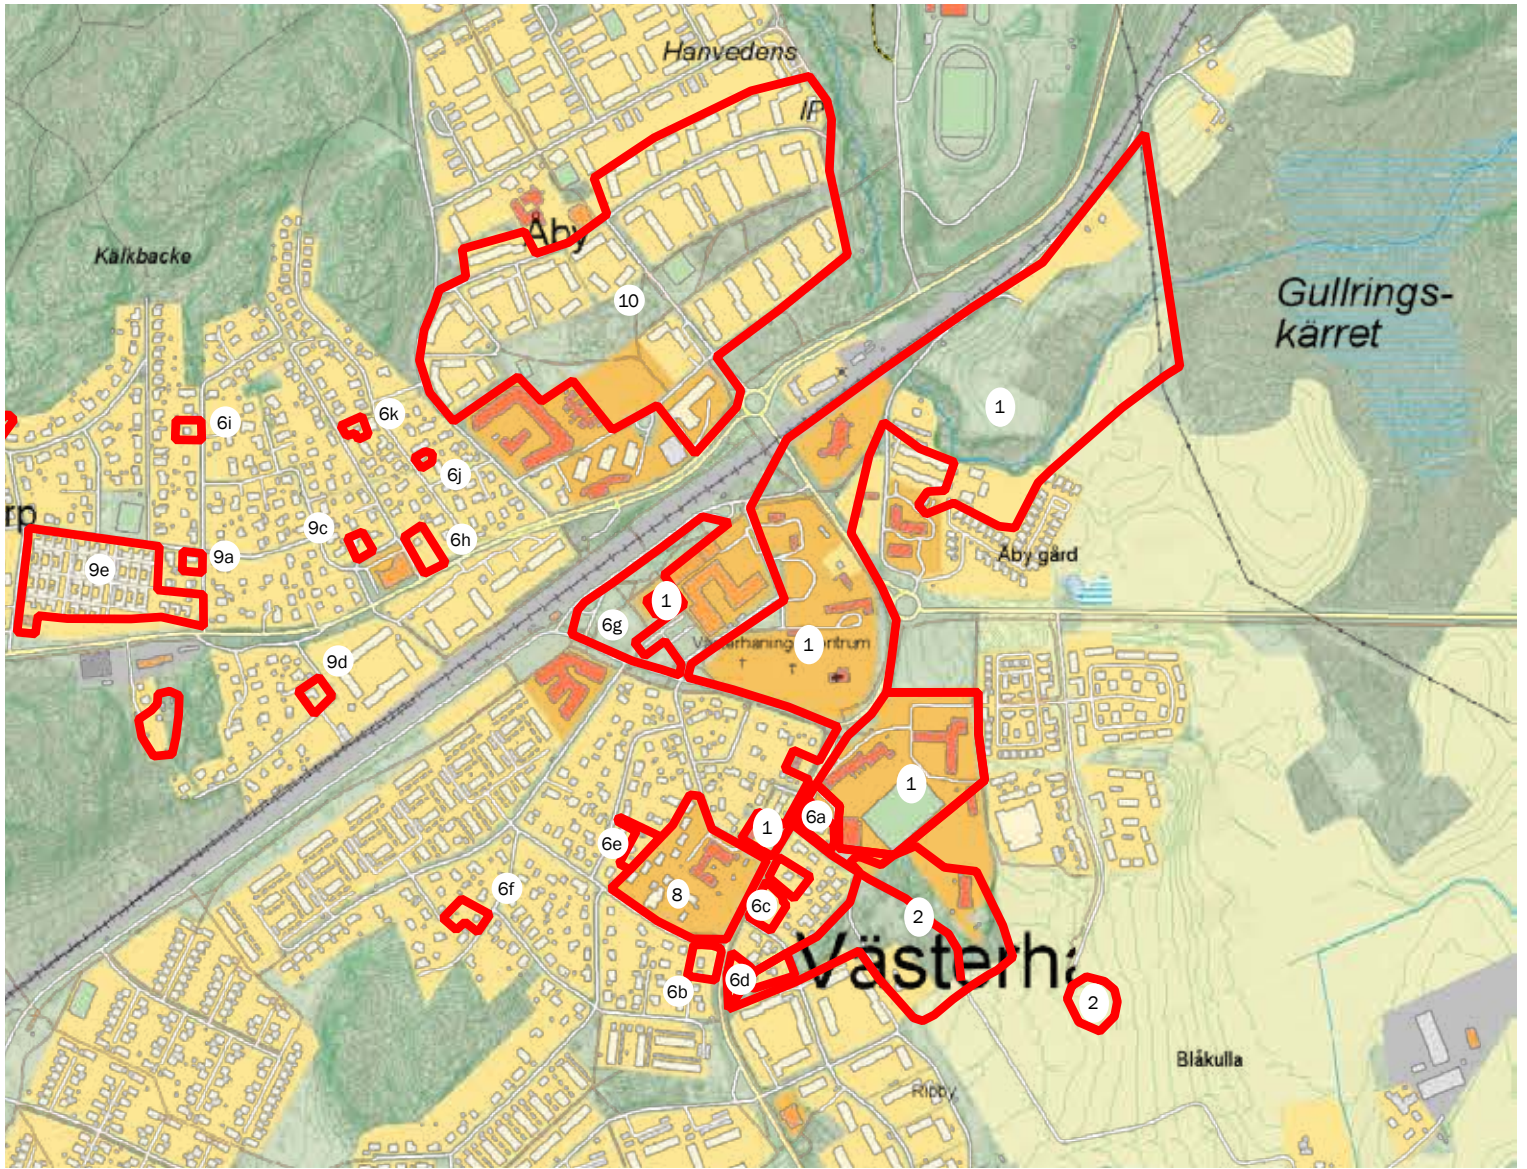 Hanvedens
IP
Åby
Kälkbacke
10
Gullrings-
kärret
1
6k
6i
6j
rp
9c
6h
9a
9e
Åby gård
1
6g
1
9d
1
6a
1
6e
8
6f
6c
2
Västerha
6d
6b
2
Blåkulla
Ribby